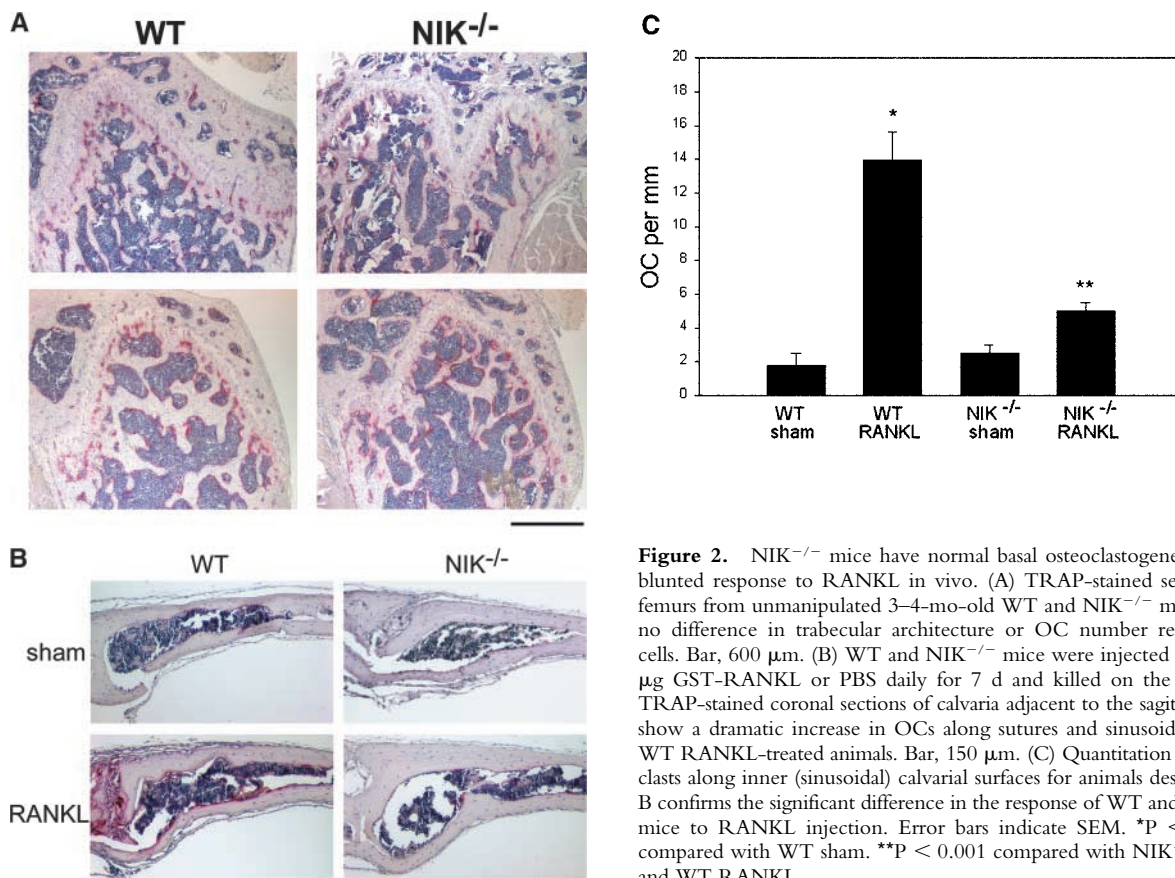 A
WT NIK−/−
B
WT NIK−/−
sham
RANKL
C
20
18
16
14
12
10
8
6
4
2
0
OC per mm
*
**
WT sham
WT RANKL
NIK −/− sham
NIK −/− RANKL
Figure 2. NIK−/− mice have normal basal osteoclastogene
blunted response to RANKL in vivo. (A) TRAP-stained se
femurs from unmanipulated 3–4-mo-old WT and NIK−/− m
no difference in trabecular architecture or OC number re
cells. Bar, 600 μm. (B) WT and NIK−/− mice were injected
μg GST-RANKL or PBS daily for 7 d and killed on the
TRAP-stained coronal sections of calvaria adjacent to the sagit
show a dramatic increase in OCs along sutures and sinusoid
WT RANKL-treated animals. Bar, 150 μm. (C) Quantitation
clasts along inner (sinusoidal) calvarial surfaces for animals des
B confirms the significant difference in the response of WT and
mice to RANKL injection. Error bars indicate SEM. *P <
compared with WT sham. **P < 0.001 compared with NIK−
and WT RANKL